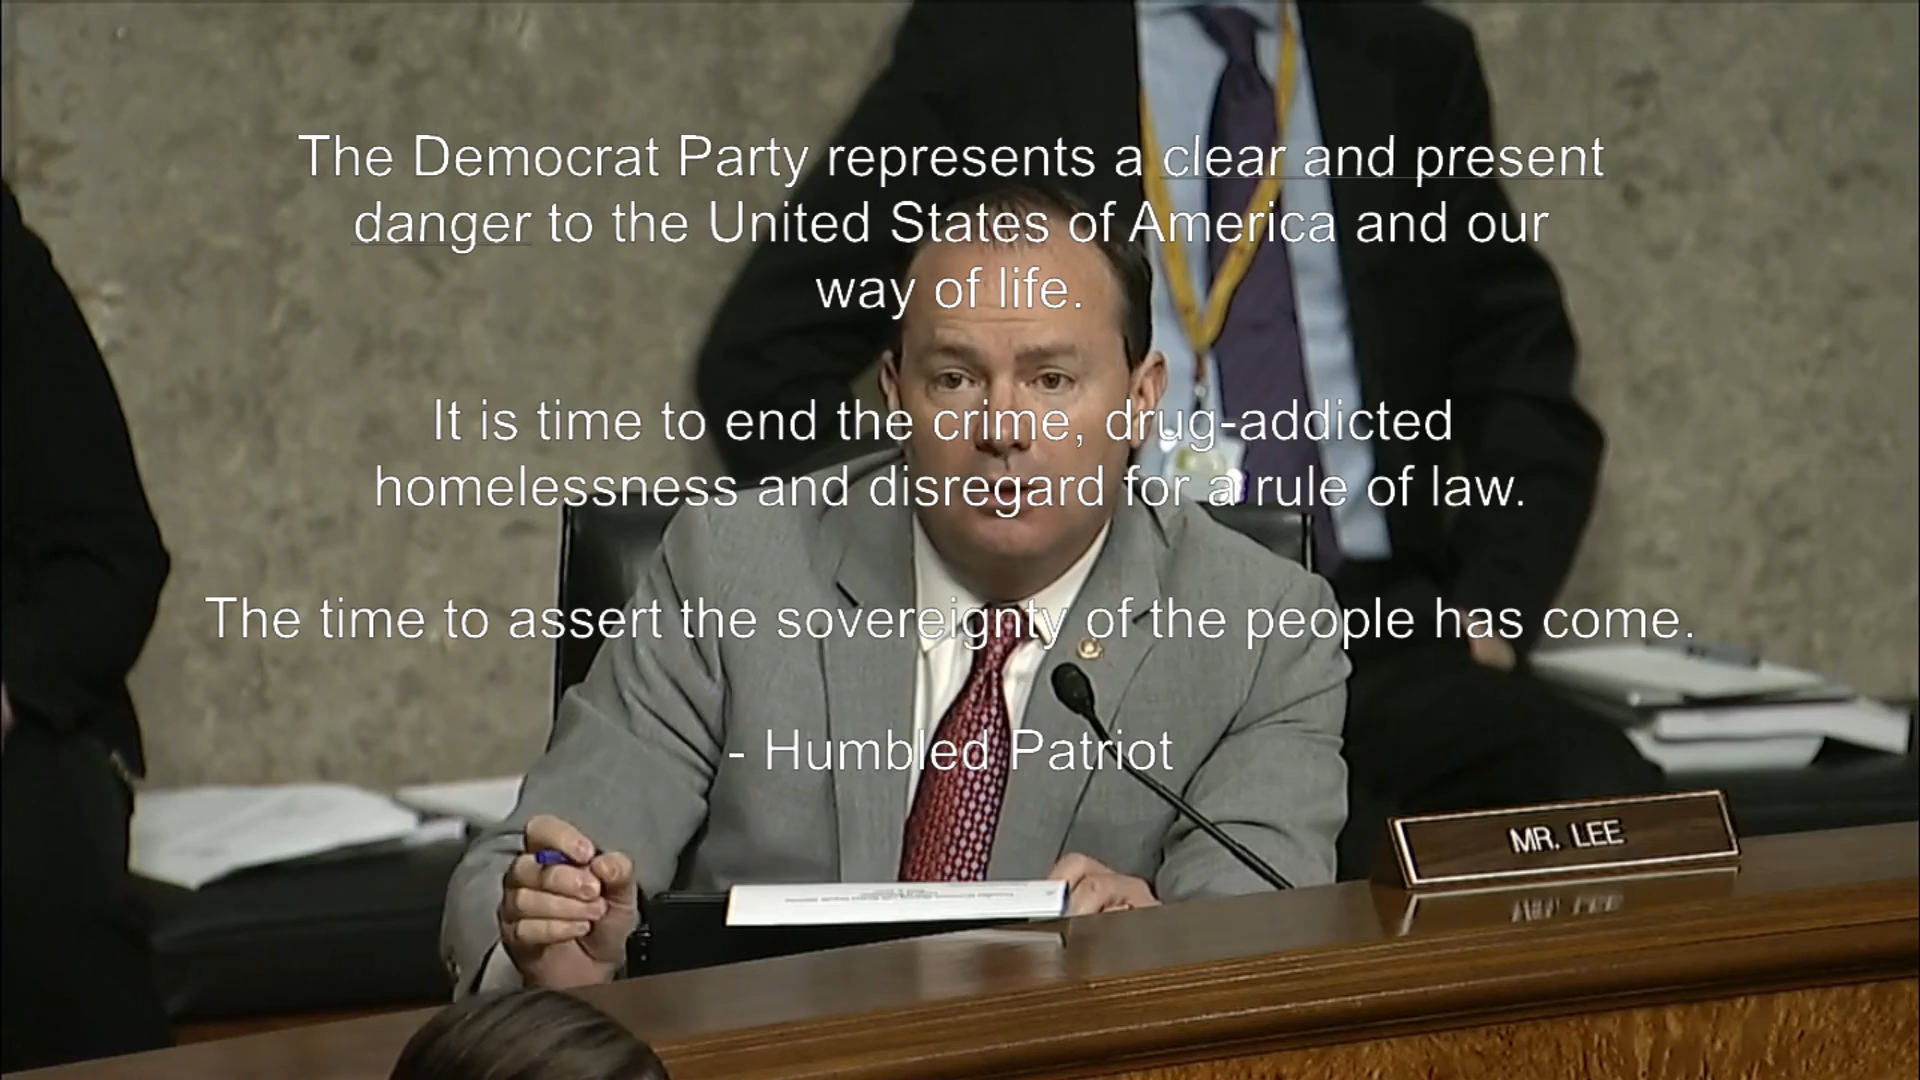 The Democrat Party represents a clear and present
danger to the United States of America and our
way of life.
It is time to end the crime, drug-addicted
homelessness and disregard for a rule of law.
The time to assert the sovereignty of the people has come.
- Humbled Patriot
MR. LEE